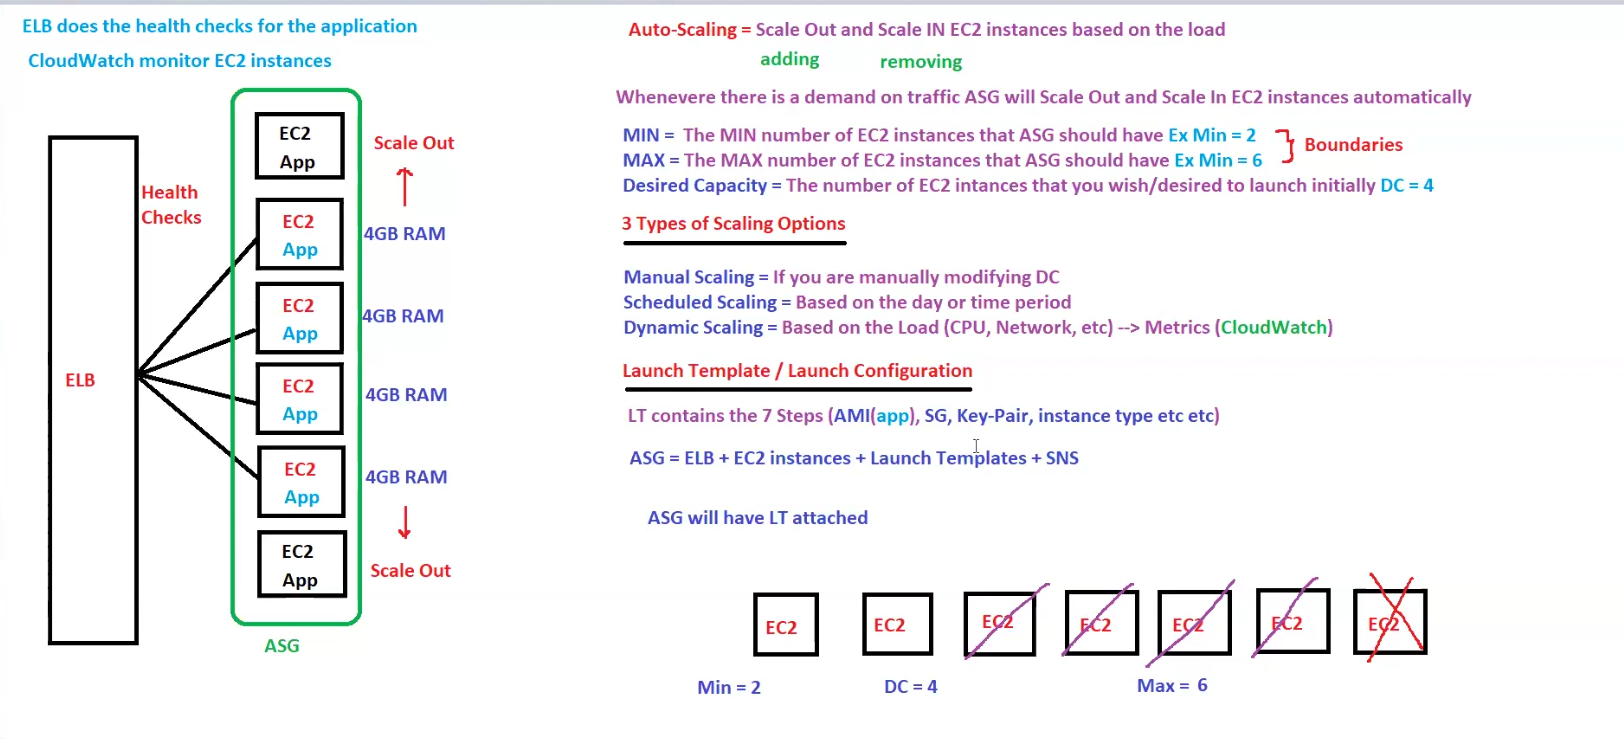 ELB does the health checks for the application
CloudWatch monitor EC2 instances
EC2
App
Scale Out
Health
Checks
EC2
App
4GB RAM
EC2
App
4GB RAM
ELB
EC2
App
4GB RAM
EC2
App
4GB RAM
EC2
App
Scale Out
ASG
Auto-Scaling = Scale Out and Scale IN EC2 instances based on the load
adding removing
Whenevere there is a demand on traffic ASG will Scale Out and Scale In EC2 instances automatically
MIN = The MIN number of EC2 instances that ASG should have Ex Min = 2
MAX = The MAX number of EC2 instances that ASG should have Ex Min = 6
Boundaries
Desired Capacity = The number of EC2 intances that you wish/desired to launch initially DC = 4
3 Types of Scaling Options
Manual Scaling = If you are manually modifying DC
Scheduled Scaling = Based on the day or time period
Dynamic Scaling = Based on the Load (CPU, Network, etc) --> Metrics (CloudWatch)
Launch Template / Launch Configuration
LT contains the 7 Steps (AMI(app), SG, Key-Pair, instance type etc etc)
ASG = ELB + EC2 instances + Launch Templates + SNS
ASG will have LT attached
EC2 EC2 EC2 EC2 EC2 EC2 EC2
Min = 2 DC = 4 Max = 6